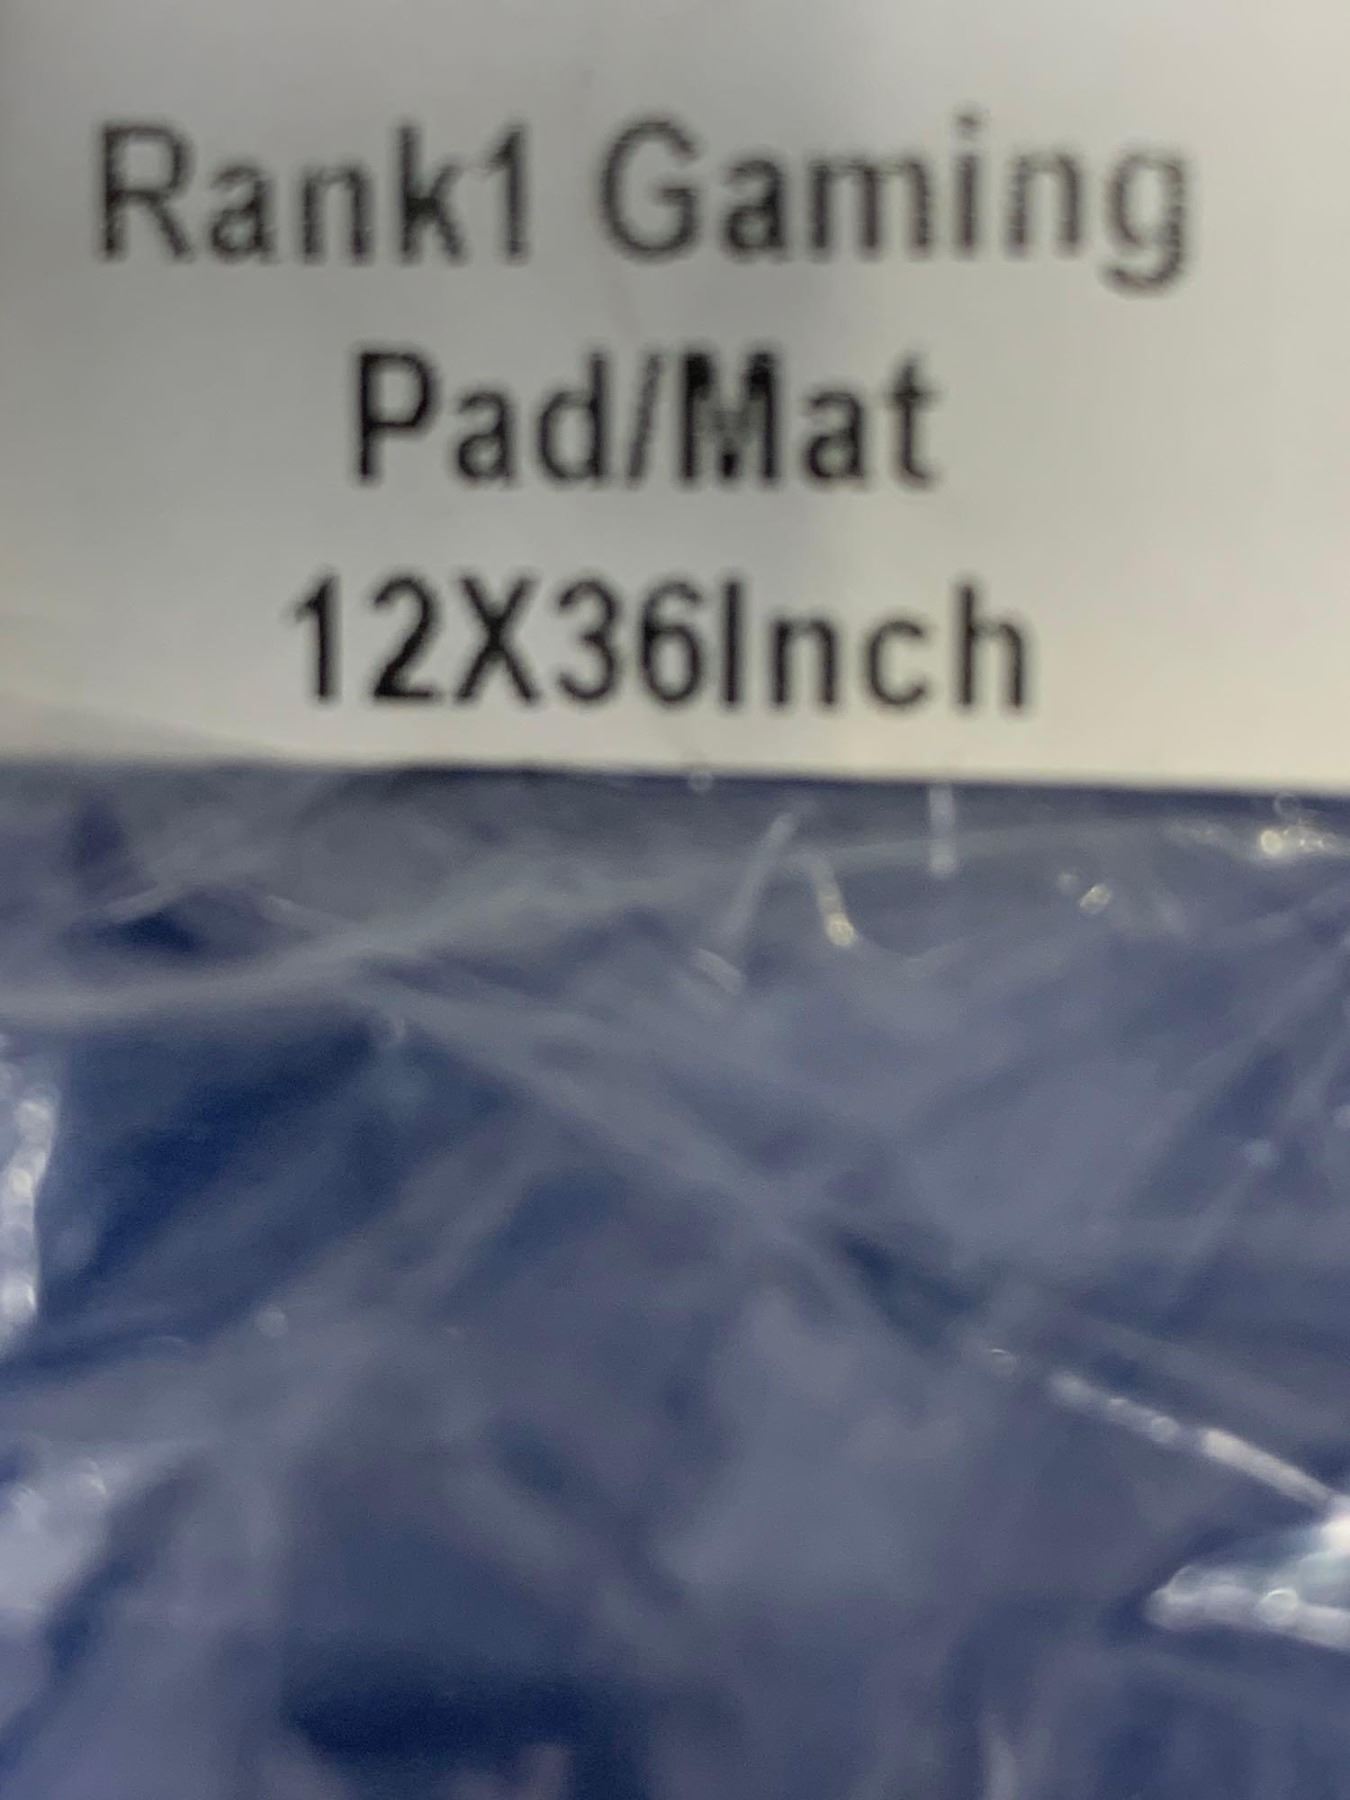 Rank1 Gaming
Pad/Mat
12X36Inch